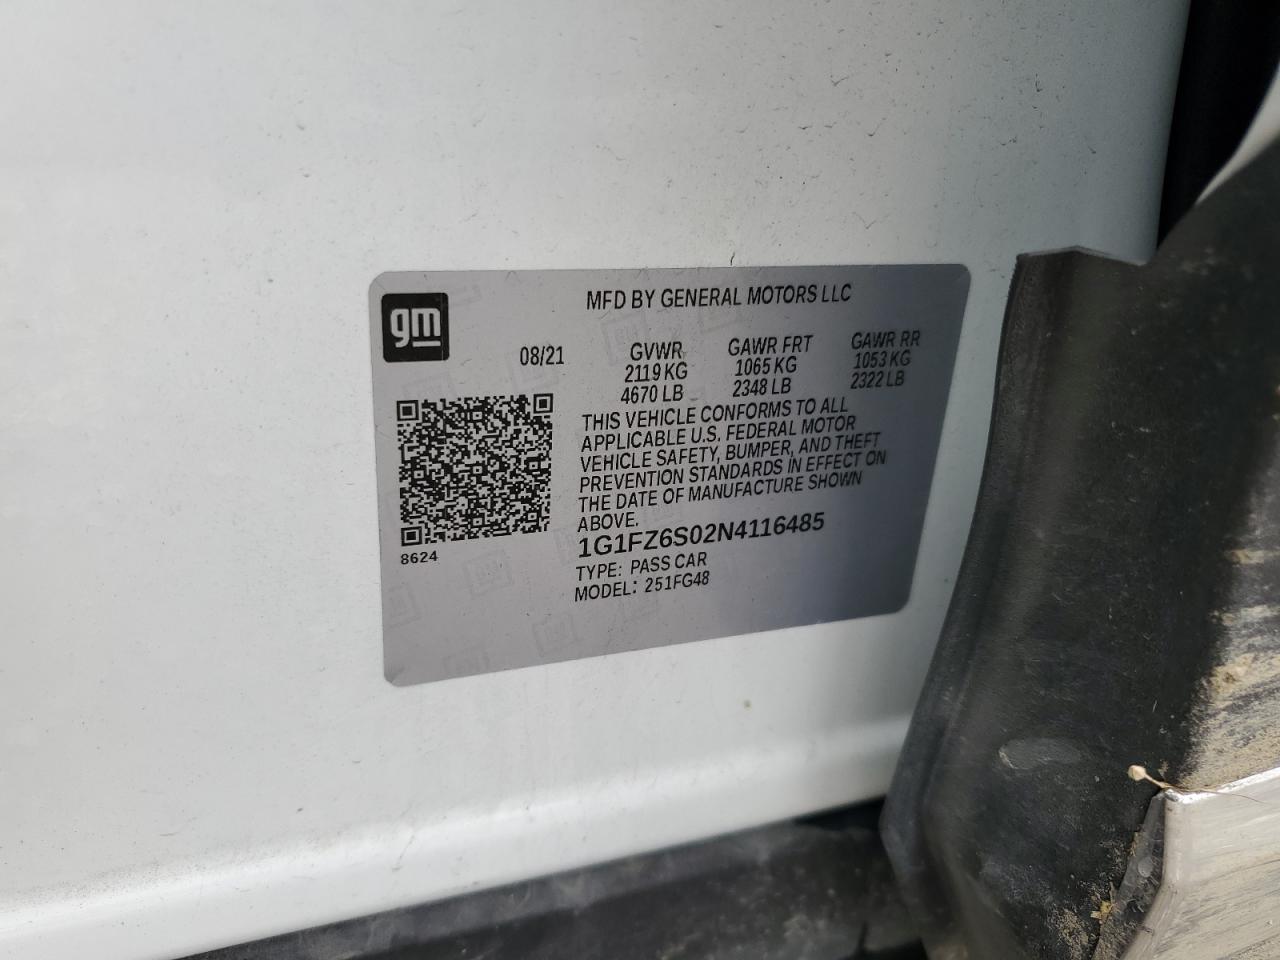 gm
MFD BY GENERAL MOTORS LLC
08/21
GVWR
2119 KG
4670 LB
GAWR FRT
1065 KG
2348 LB
GAWR RR
1053 KG
2322 LB
THIS VEHICLE CONFORMS TO ALL
APPLICABLE U.S. FEDERAL MOTOR
VEHICLE SAFETY, BUMPER, AND THEFT
PREVENTION STANDARDS IN EFFECT ON
THE DATE OF MANUFACTURE SHOWN
ABOVE.
1G1FZ6S02N4116485
TYPE: PASS CAR
MODEL: 251FG48
8624